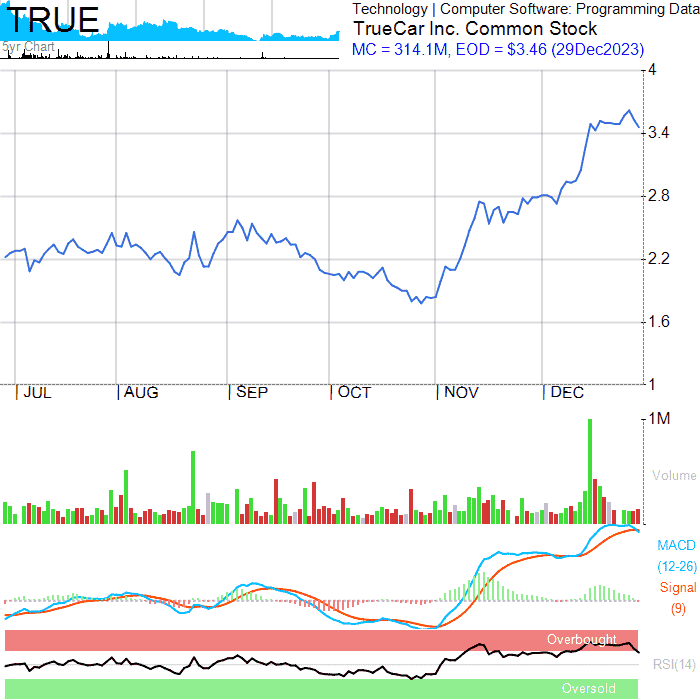 TRUE
5yr Chart
Technology | Computer Software: Programming Data
TrueCar Inc. Common Stock
MC = 314.1M, EOD = $3.46 (29Dec2023)
4
3.4
2.8
2.2
1.6
1
| JUL | AUG | SEP | OCT | NOV | DEC
1M
Volume
MACD
(12-26)
Signal
(9)
Overbought
RSI(14)
Oversold